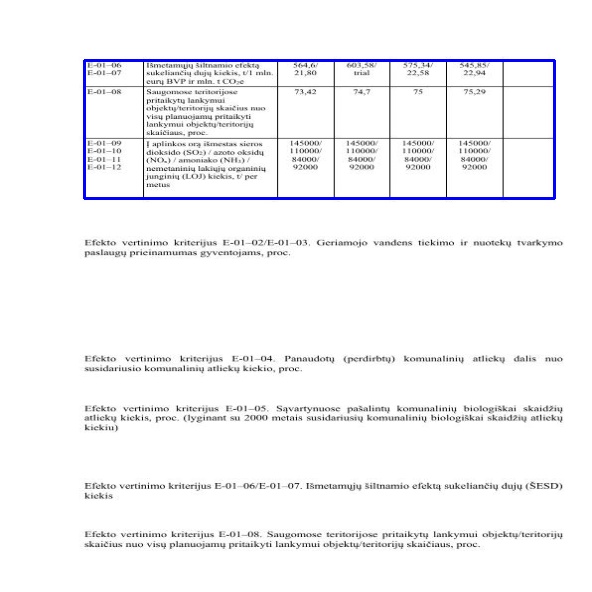 E-01–06
E-01–07
Išmetamųjų šiltnamio efektą
sukeliančių dujų kiekis, t/1 mln.
eurų BVP ir mln. t CO₂e
564,6/
21,80
603,58/
trial
575,34/
22,58
545,85/
22,94
E-01–08
Saugomose teritorijose
pritaikytų lankymui
objektų/teritorijų skaičius nuo
visų planuojamų pritaikyti
lankymui objektų/teritorijų
skaičiaus, proc.
73,42
74,7
75
75,29
E-01–09
E-01–10
E-01–11
E-01–12
Į aplinkos orą išmestas sieros
dioksido (SO₂) / azoto oksidų
(NOₓ) / amoniako (NH₃) /
nemetaninių lakiųjų organinių
junginių (LOJ) kiekis, t/ per
metus
145000/
110000/
84000/
92000
145000/
110000/
84000/
92000
145000/
110000/
84000/
92000
145000/
110000/
84000/
92000
Efekto vertinimo kriterijus E-01–02/E-01–03. Geriamojo vandens tiekimo ir nuotekų tvarkymo
paslaugų prieinamumas gyventojams, proc.
Efekto vertinimo kriterijus E-01–04. Panaudotų (perdirbtų) komunalinių atliekų dalis nuo
susidariusio komunalinių atliekų kiekio, proc.
Efekto vertinimo kriterijus E-01–05. Sąvartynuose pašalintų komunalinių biologiškai skaidžių
atliekų kiekis, proc. (lyginant su 2000 metais susidariusių komunalinių biologiškai skaidžių atliekų
kiekiu)
Efekto vertinimo kriterijus E-01–06/E-01–07. Išmetamųjų šiltnamio efektą sukeliančių dujų (ŠESD)
kiekis
Efekto vertinimo kriterijus E-01–08. Saugomose teritorijose pritaikytų lankymui objektų/teritorijų
skaičius nuo visų planuojamų pritaikyti lankymui objektų/teritorijų skaičiaus, proc.